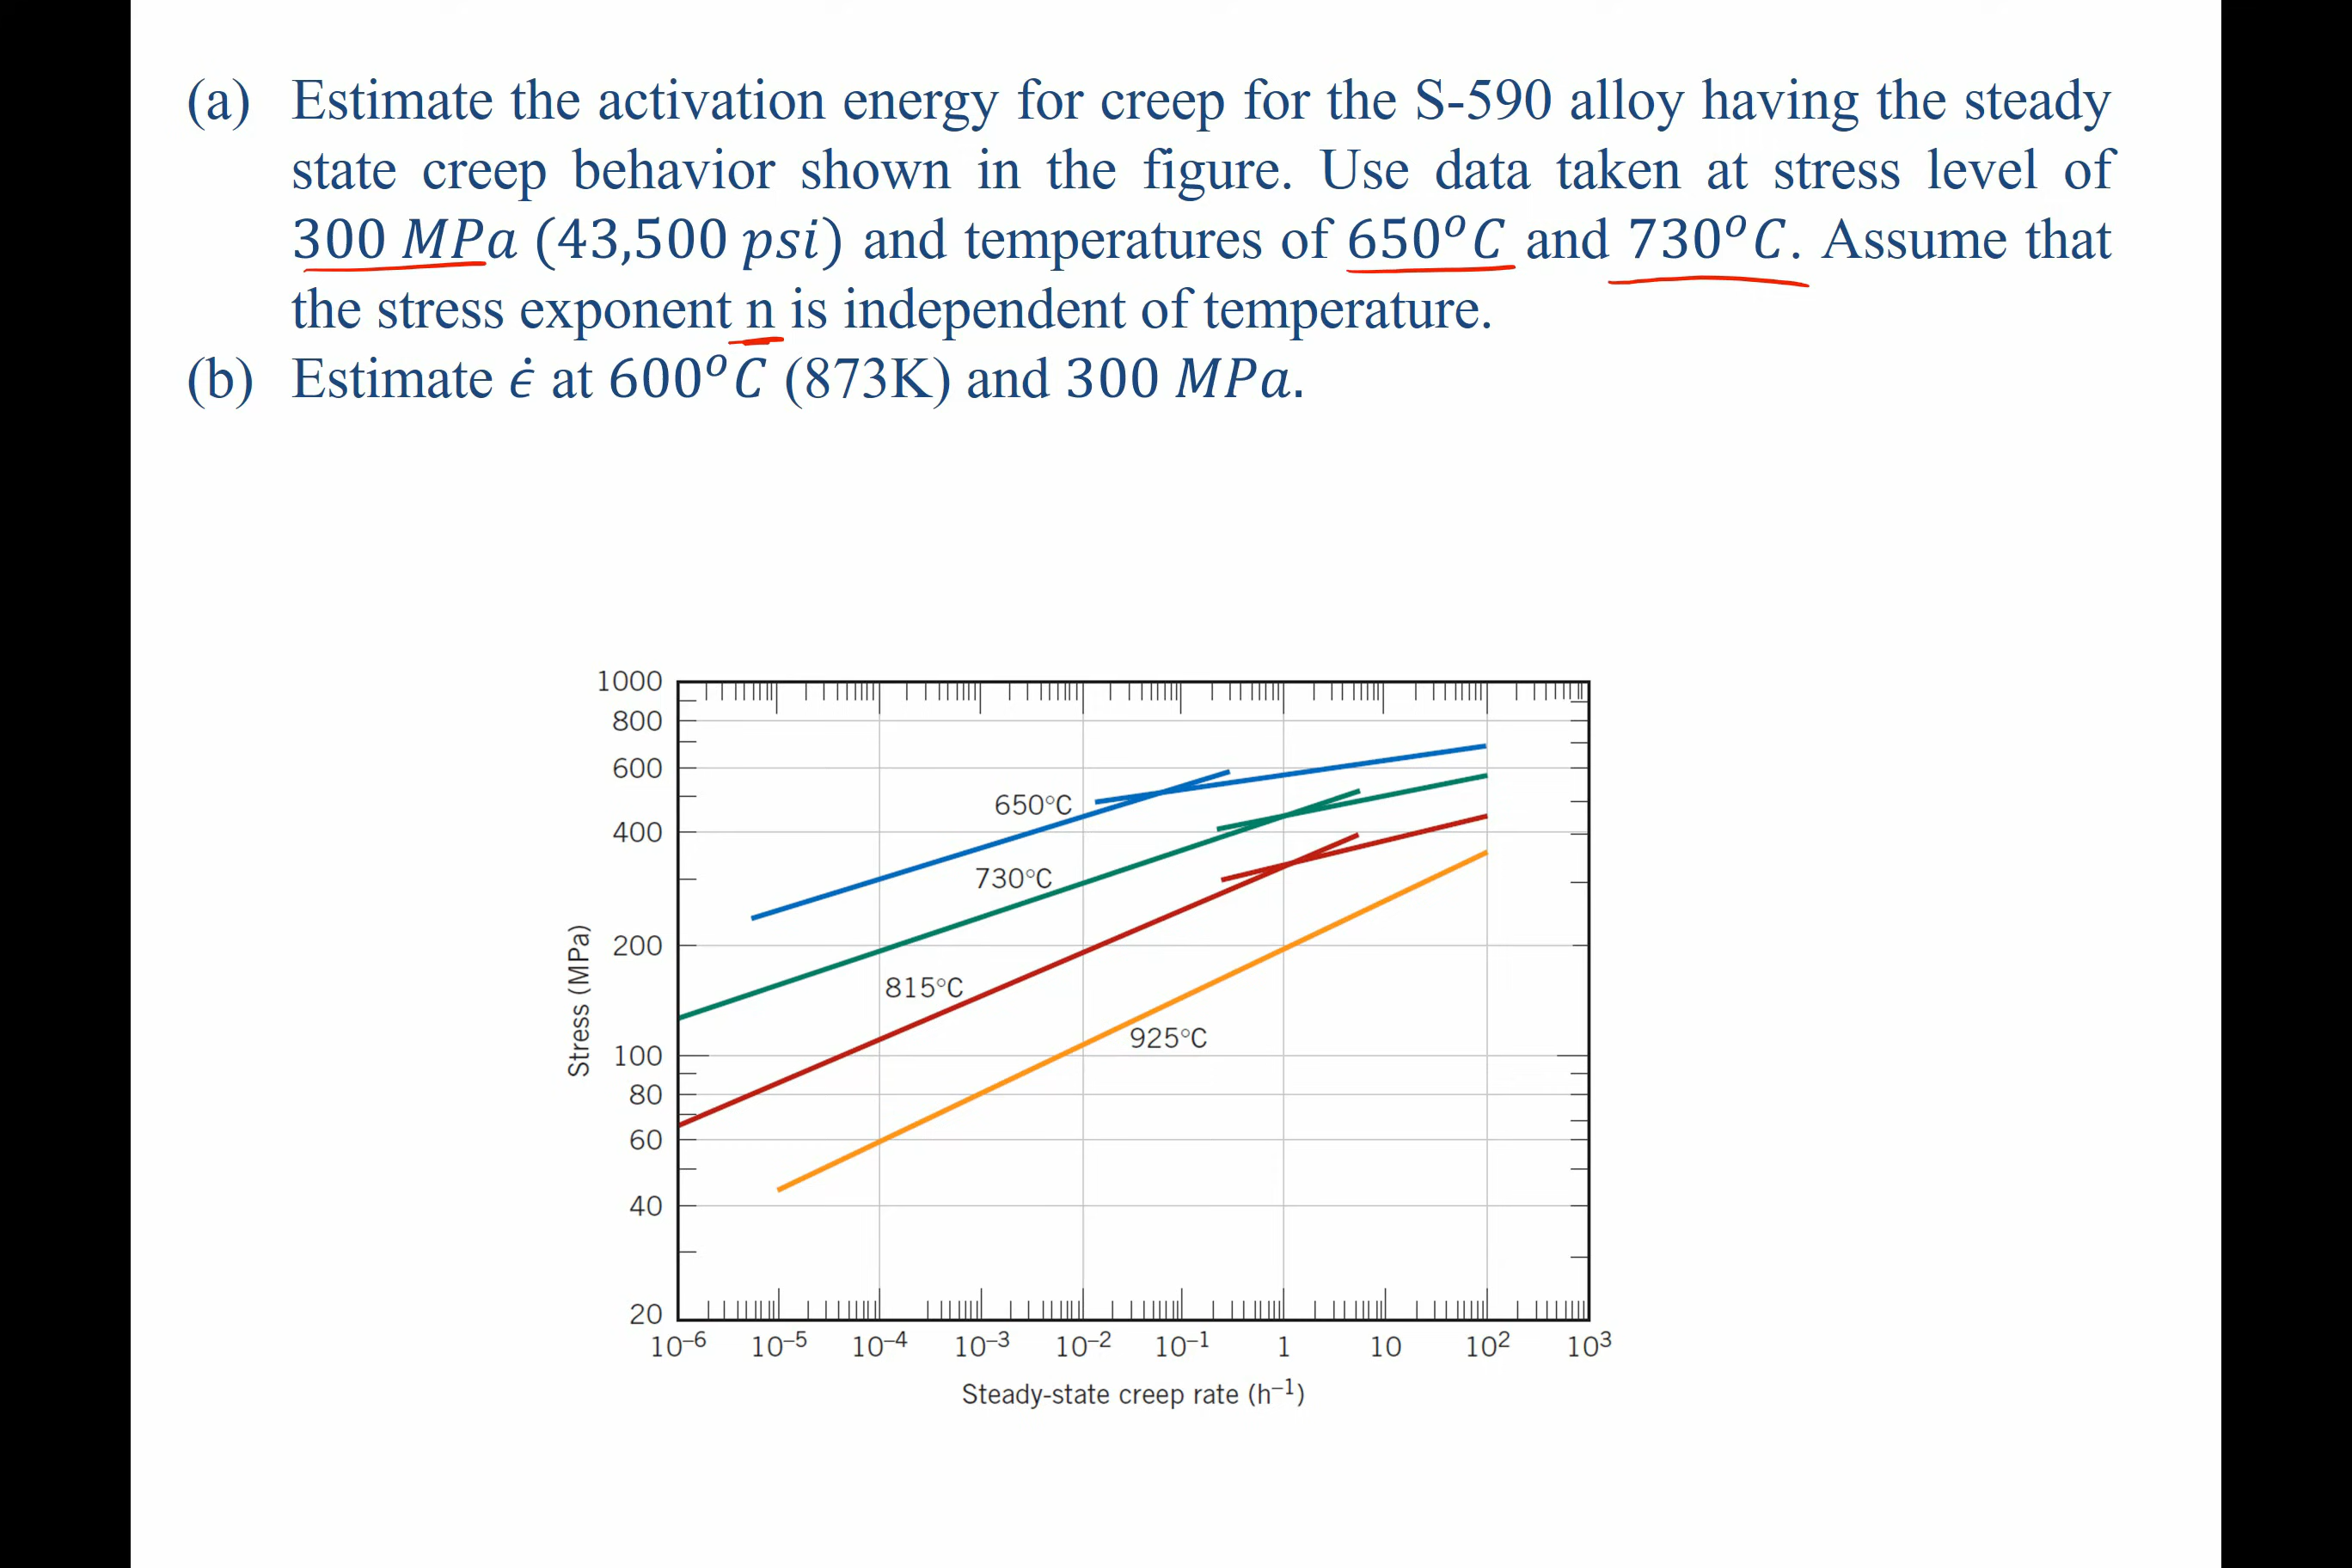 (a) Estimate the activation energy for creep for the S-590 alloy having the steady
state creep behavior shown in the figure. Use data taken at stress level of
300 MPa (43,500 psi) and temperatures of 650°C and 730°C. Assume that
the stress exponent n is independent of temperature.
(b) Estimate ϵ̇ at 600°C (873K) and 300 MPa.
1000
800
600
400
200
100
80
60
40
20
Stress (MPa)
650°C
730°C
815°C
925°C
10⁻⁶ 10⁻⁵ 10⁻⁴ 10⁻³ 10⁻² 10⁻¹ 1 10 10² 10³
Steady-state creep rate (h⁻¹)